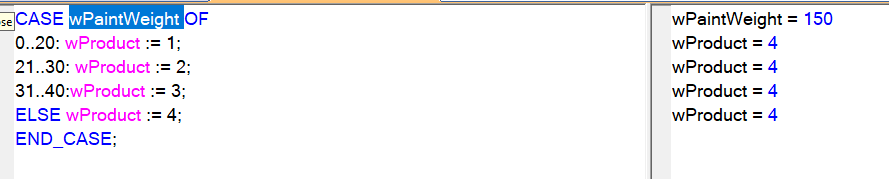 ose
CASE wPaintWeight OF
0..20: wProduct := 1;
21..30: wProduct := 2;
31..40:wProduct := 3;
ELSE wProduct := 4;
END_CASE;
wPaintWeight = 150
wProduct = 4
wProduct = 4
wProduct = 4
wProduct = 4